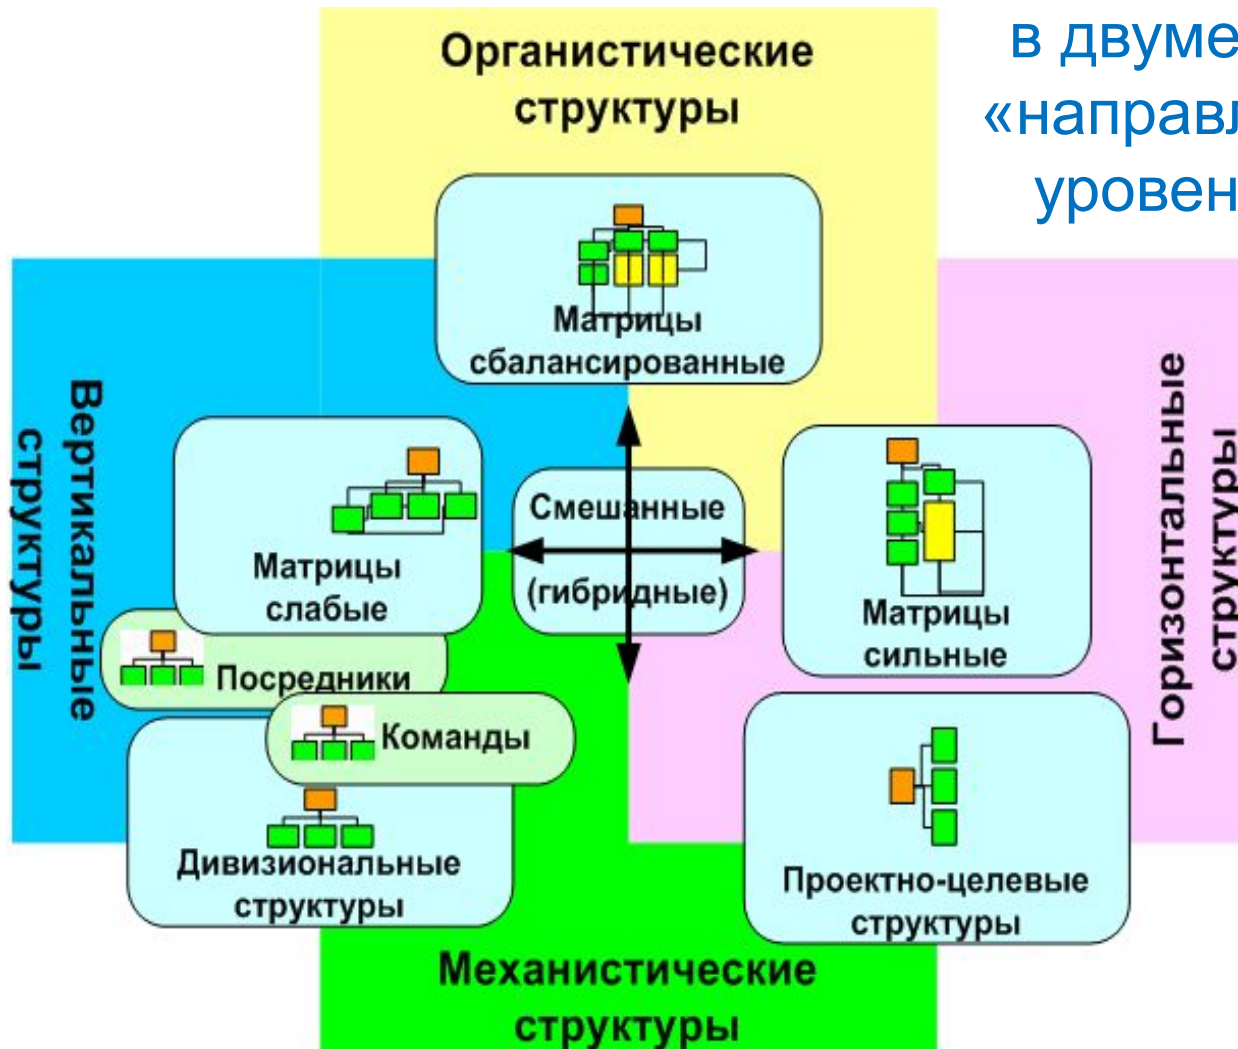 Органистические
структуры
в двуме
«направл
уровен
Матрицы
сбалансированные
Вертикальные
структуры
Горизонтальные
структуры
Матрицы
слабые
Смешанные
(гибридные)
Матрицы
сильные
Посредники
Команды
Дивизиональные
структуры
Проектно-целевые
структуры
Механистические
структуры